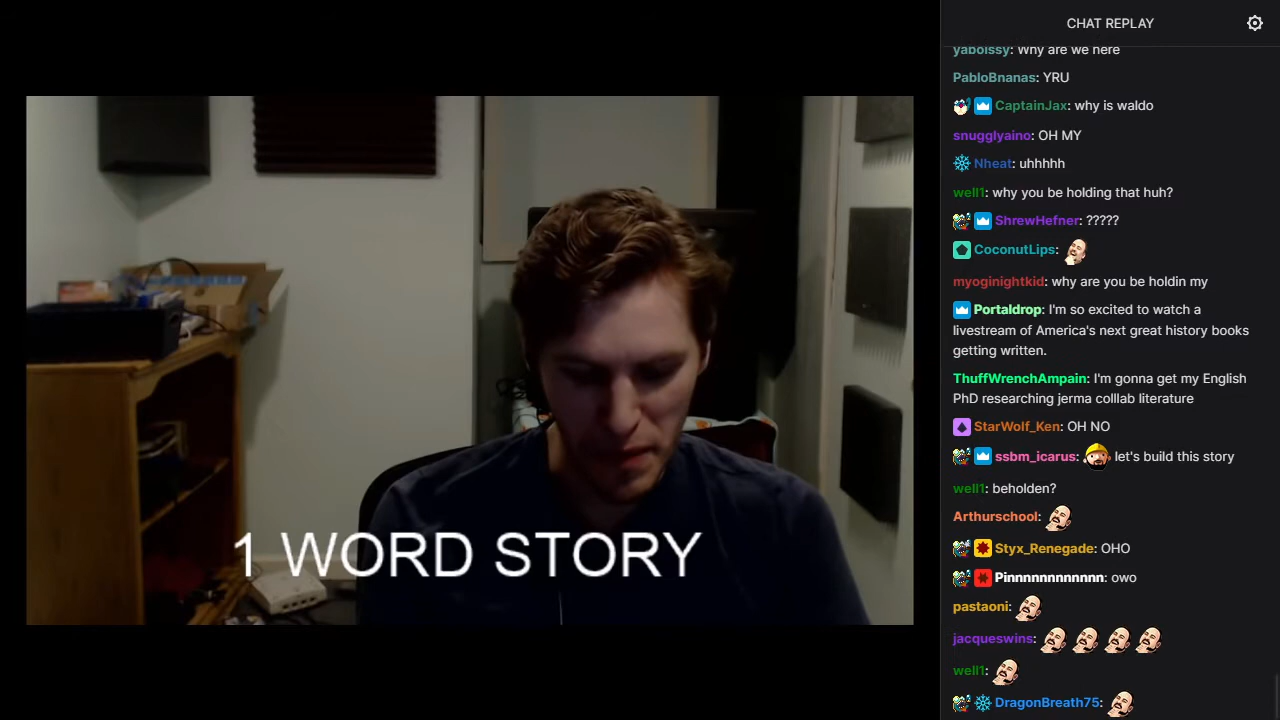 CHAT REPLAY
yaboissy: Why are we here
PabloBnanas: YRU
CaptainJax: why is waldo
snugglyaino: OH MY
Nheat: uhhhhh
well1: why you be holding that huh?
ShrewHefner: ?????
CoconutLips:
myoginightkid: why are you be holdin my
Portaldrop: I'm so excited to watch a
livestream of America's next great history books
getting written.
ThuffWrenchAmpain: I'm gonna get my English
PhD researching jerma colllab literature
StarWolf_Ken: OH NO
ssbm_icarus: let's build this story
well1: beholden?
Arthurschool:
Styx_Renegade: OHO
Pinnnnnnnnnnnn: owo
pastaoni:
jacqueswins:
well1:
DragonBreath75:
1 WORD STORY